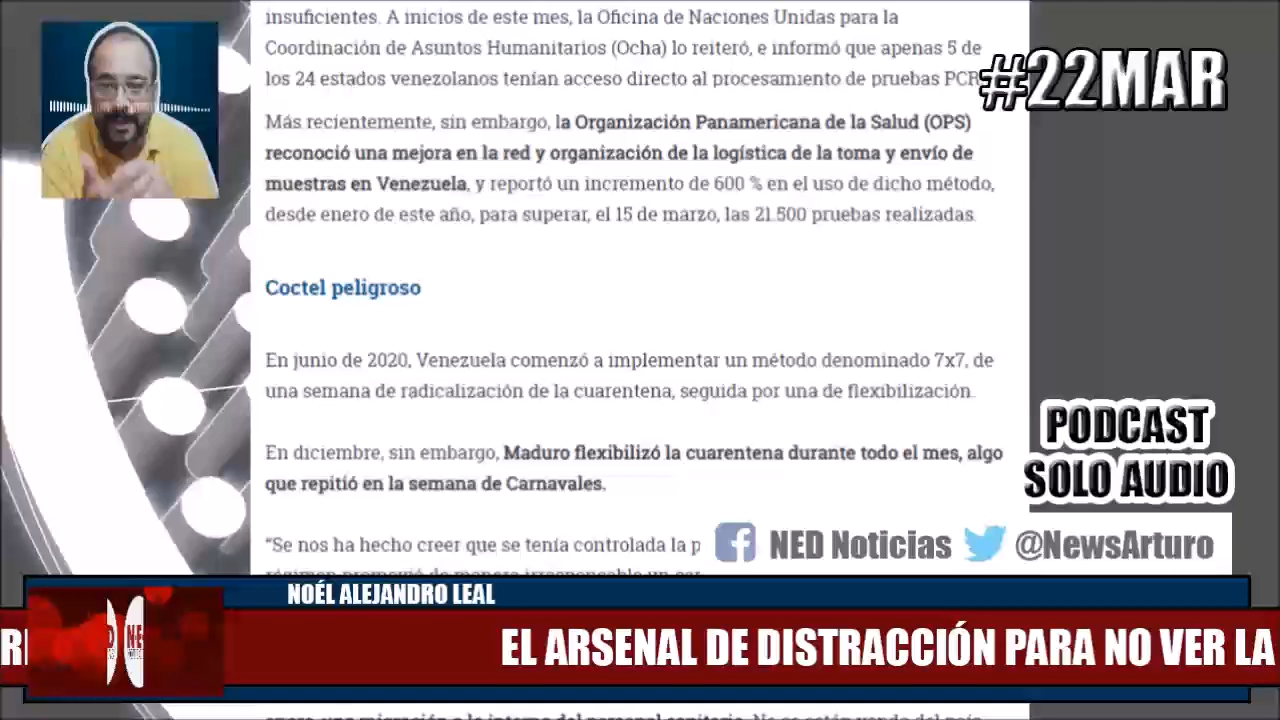 insuficientes. A inicios de este mes, la Oficina de Naciones Unidas para la
Coordinación de Asuntos Humanitarios (Ocha) lo reiteró, e informó que apenas 5 de
los 24 estados venezolanos tenían acceso directo al procesamiento de pruebas PCR
#22MAR
Más recientemente, sin embargo, la Organización Panamericana de la Salud (OPS)
reconoció una mejora en la red y organización de la logística de la toma y envío de
muestras en Venezuela, y reportó un incremento de 600 % en el uso de dicho método,
desde enero de este año, para superar, el 15 de marzo, las 21.500 pruebas realizadas.
Coctel peligroso
En junio de 2020, Venezuela comenzó a implementar un método denominado 7x7, de
una semana de radicalización de la cuarentena, seguida por una de flexibilización.
En diciembre, sin embargo, Maduro flexibilizó la cuarentena durante todo el mes, algo
que repitió en la semana de Carnavales.
PODCAST
SOLO AUDIO
"Se nos ha hecho creer que se tenía controlada la p
NED Noticias @NewsArturo
NOÉL ALEJANDRO LEAL
EL ARSENAL DE DISTRACCIÓN PARA NO VER LA